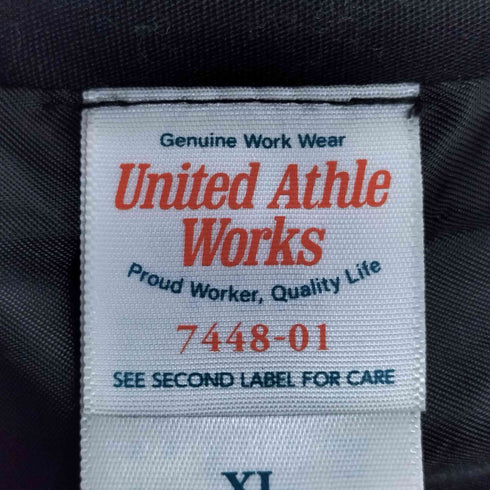 Genuine Work Wear
United Athle
Works
Proud Worker, Quality Life
7448-01
SEE SECOND LABEL FOR CARE
XL